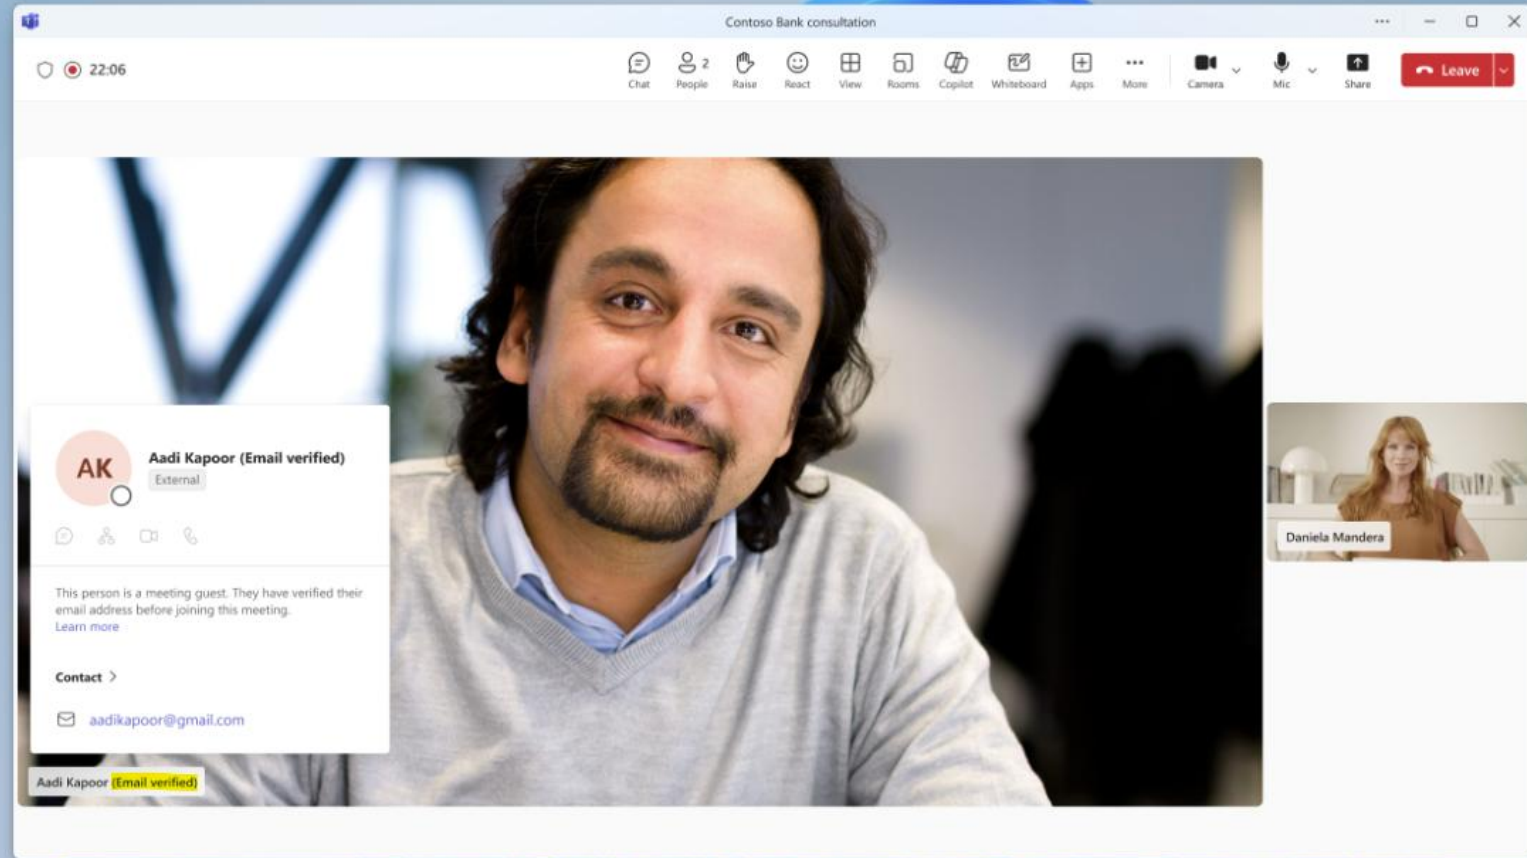 Contoso Bank consultation
22:06
Chat
People 2
Raise
React
View
Rooms
Copilot
Whiteboard
Apps
More
Camera
Mic
Share
Leave
AK
Aadi Kapoor (Email verified)
External
This person is a meeting guest. They have verified their
email address before joining this meeting.
Learn more
Contact
aadikapoor@gmail.com
Aadi Kapoor (Email verified)
Daniela Mandera